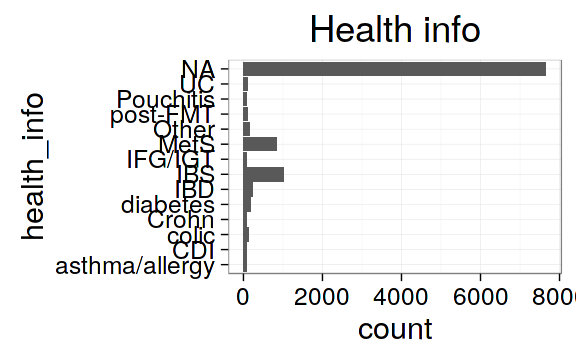 Health info
health_info
NA
UC
Pouchitis
post-FMT
Other
MetS
IFG/IGT
IBS
IBD
diabetes
Crohn
colic
CDI
asthma/allergy
0 2000 4000 6000 8000
count